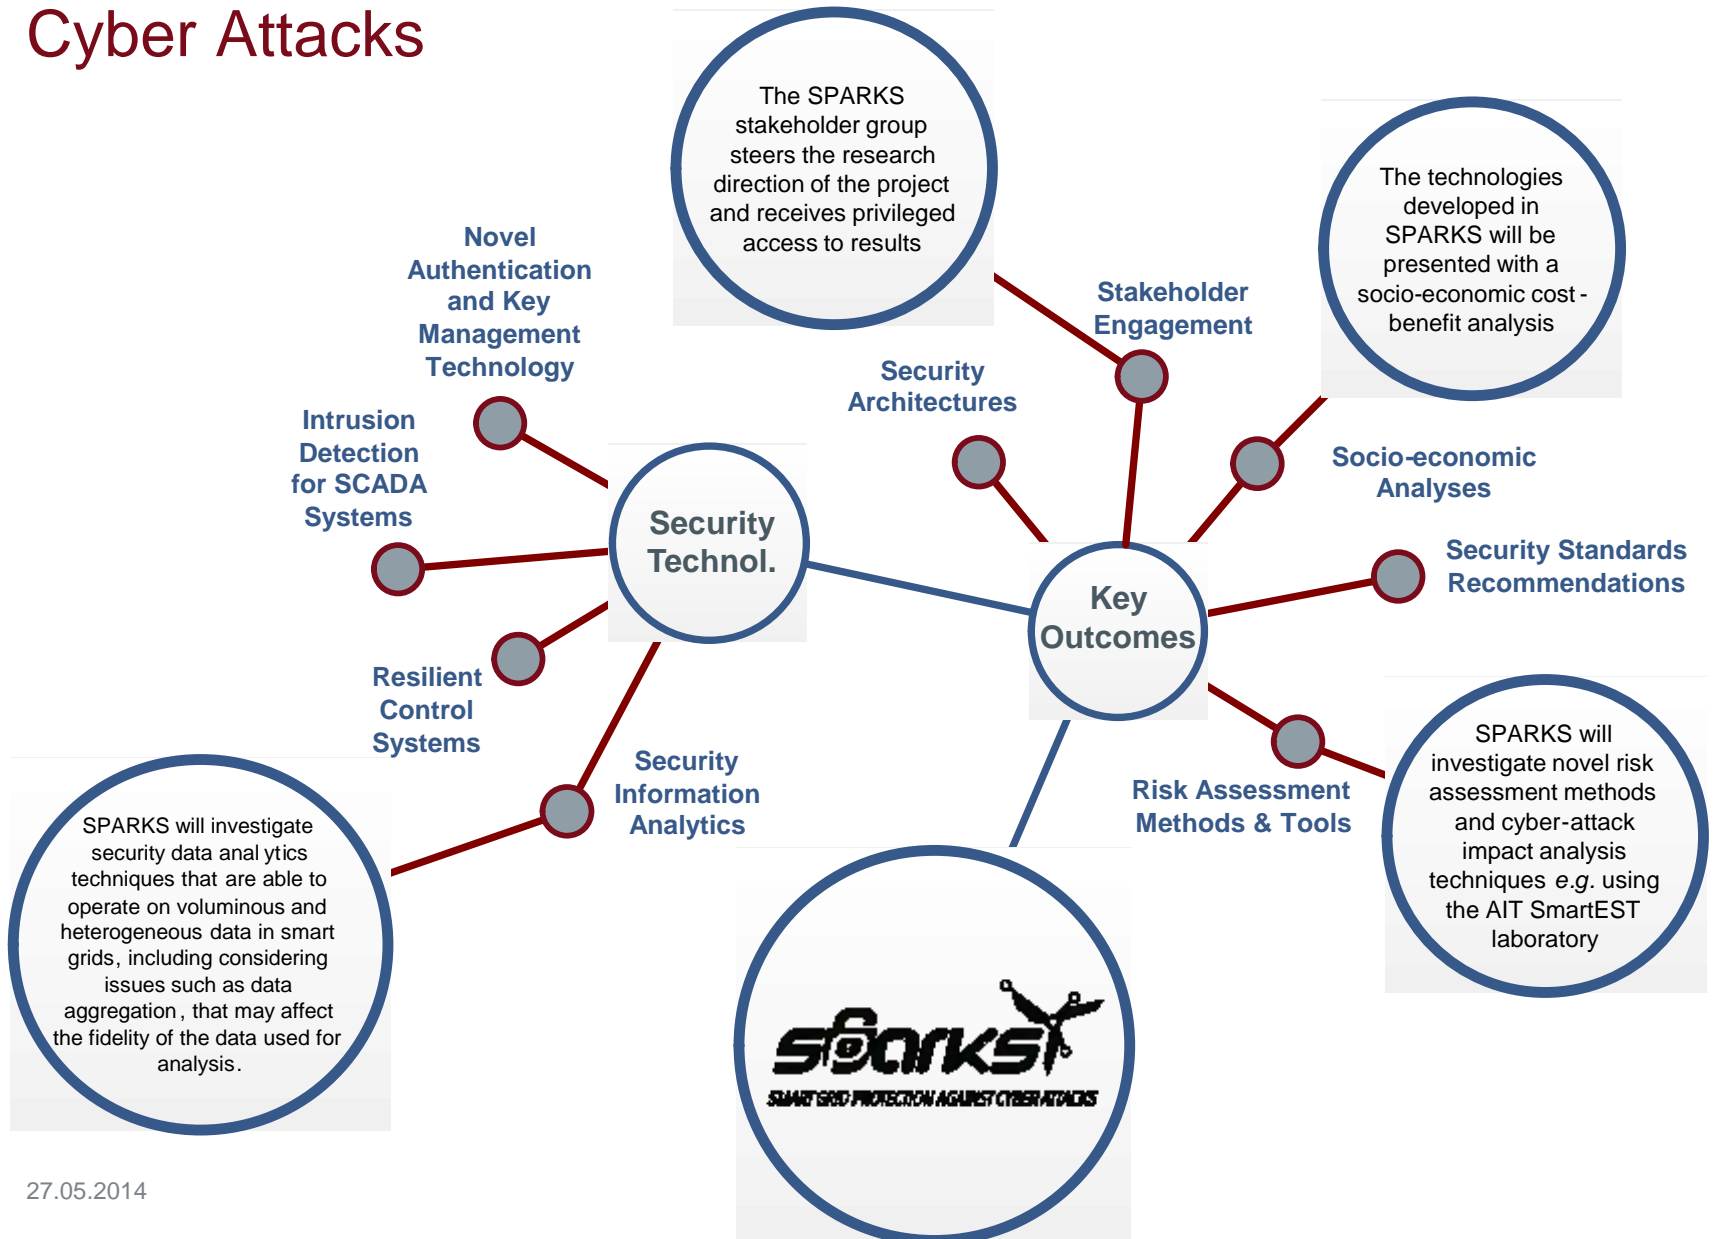 Cyber Attacks
The SPARKS
stakeholder group
steers the research
direction of the project
and receives privileged
access to results
The technologies
developed in
SPARKS will be
presented with a
socio-economic cost-
benefit analysis
Novel
Authentication
and Key
Management
Technology
Stakeholder
Engagement
Security
Architectures
Intrusion
Detection
for SCADA
Systems
Socio-economic
Analyses
Security
Technol.
Security Standards
Recommendations
Key
Outcomes
Resilient
Control
Systems
Security
Information
Analytics
Risk Assessment
Methods & Tools
SPARKS will
investigate novel risk
assessment methods
and cyber-attack
impact analysis
techniques e.g. using
the AIT SmartEST
laboratory
SPARKS will investigate
security data anal ytics
techniques that are able to
operate on voluminous and
heterogeneous data in smart
grids, including considering
issues such as data
aggregation, that may affect
the fidelity of the data used for
analysis.
sparks
SMART GRID PROTECTION AGAINST CYBER ATTACKS
27.05.2014